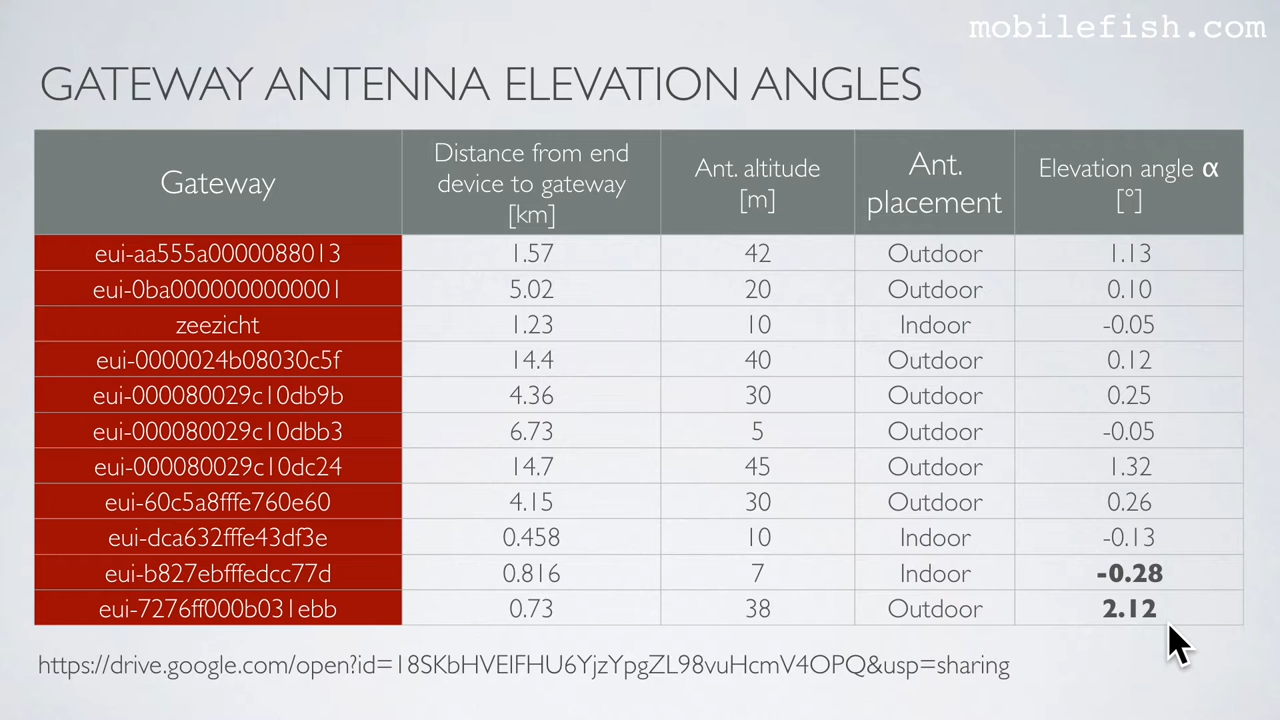 mobilefish.com
GATEWAY ANTENNA ELEVATION ANGLES
Gateway Distance from end device to gateway [km] Ant. altitude [m] Ant. placement Elevation angle α [°]
eui-aa555a0000088013 1.57 42 Outdoor 1.13
eui-0ba000000000001 5.02 20 Outdoor 0.10
zeezicht 1.23 10 Indoor -0.05
eui-0000024b08030c5f 14.4 40 Outdoor 0.12
eui-000080029c10db9b 4.36 30 Outdoor 0.25
eui-000080029c10dbb3 6.73 5 Outdoor -0.05
eui-000080029c10dc24 14.7 45 Outdoor 1.32
eui-60c5a8fffe760e60 4.15 30 Outdoor 0.26
eui-dca632fffe43df3e 0.458 10 Indoor -0.13
eui-b827ebfffedcc77d 0.816 7 Indoor -0.28
eui-7276ff000b031ebb 0.73 38 Outdoor 2.12
https://drive.google.com/open?id=18SKbHVEIFHU6YjzYpgZL98vuHcmV4OPQ&usp=sharing